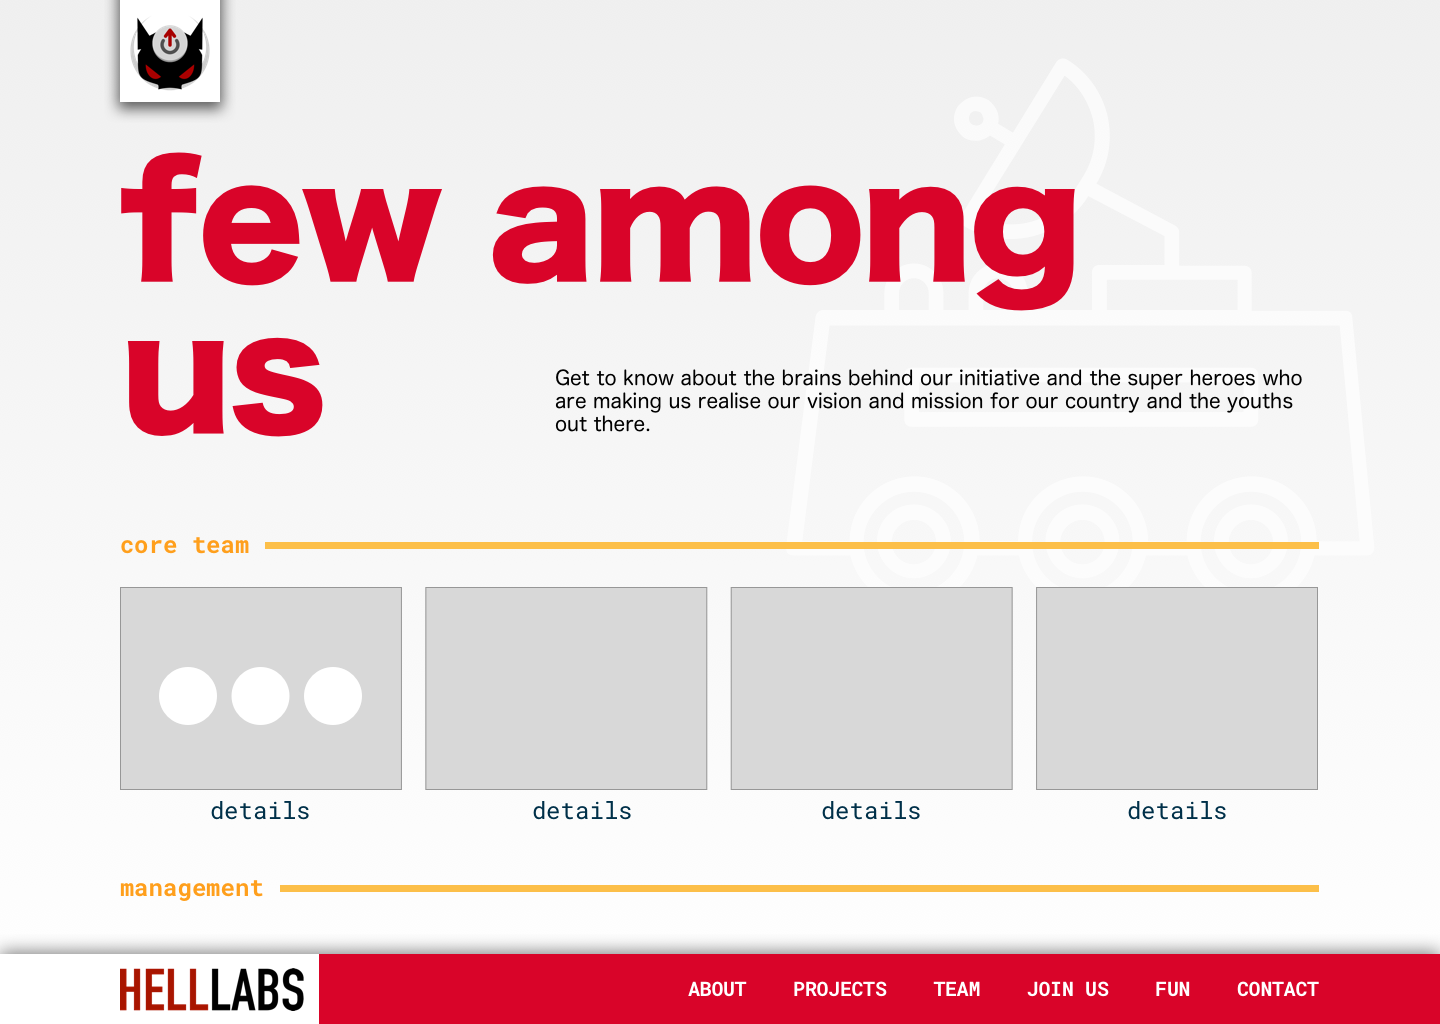 few among
us
Get to know about the brains behind our initiative and the super heroes who
are making us realise our vision and mission for our country and the youths
out there.
core team
details details details details
management
HELLLABS ABOUT PROJECTS TEAM JOIN US FUN CONTACT